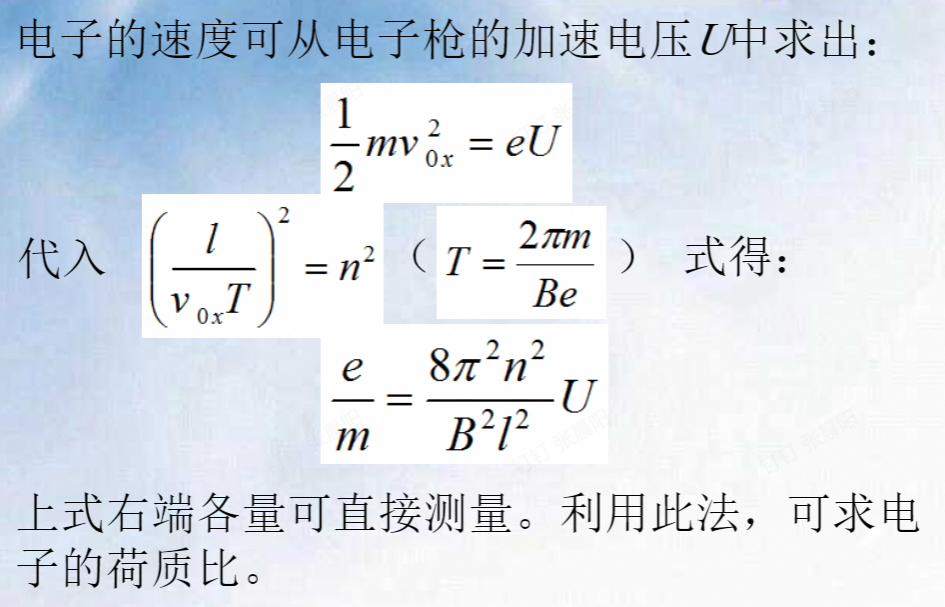 电子的速度可从电子枪的加速电压U中求出：
$\frac{1}{2}mv_{0x}^{2}=eU$
代入 $\left(\frac{l}{v_{0x}T}\right)^{2}=n^{2}$ （$T=\frac{2\pi m}{Be}$） 式得：
$\frac{e}{m}=\frac{8\pi^{2}n^{2}}{B^{2}l^{2}}U$
上式右端各量可直接测量。利用此法，可求电
子的荷质比。